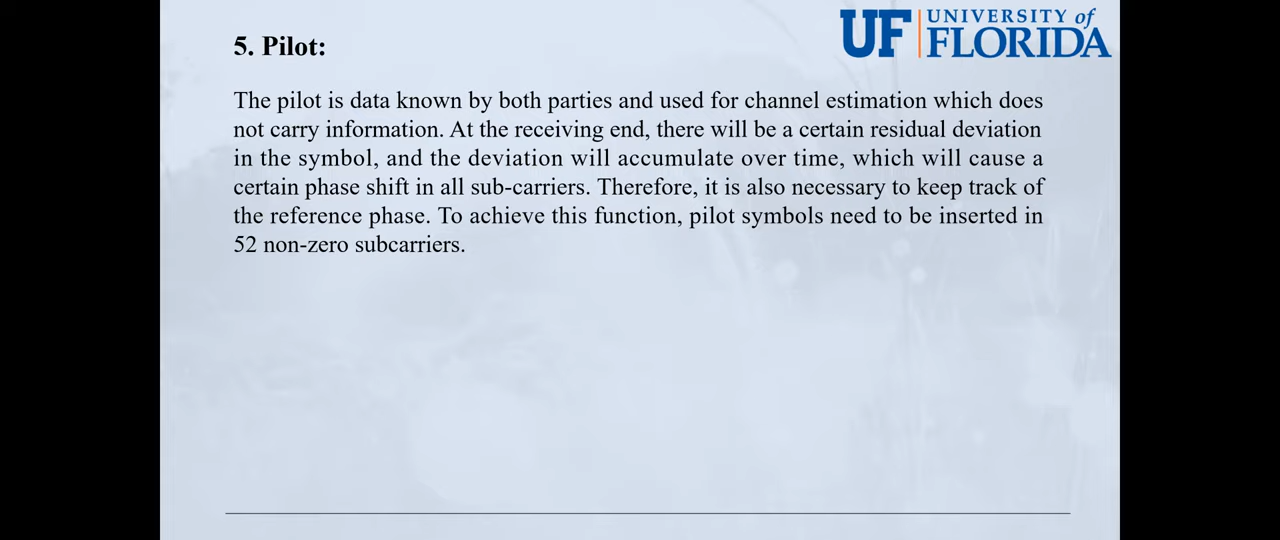 UF UNIVERSITY of
FLORIDA
5. Pilot:
The pilot is data known by both parties and used for channel estimation which does
not carry information. At the receiving end, there will be a certain residual deviation
in the symbol, and the deviation will accumulate over time, which will cause a
certain phase shift in all sub-carriers. Therefore, it is also necessary to keep track of
the reference phase. To achieve this function, pilot symbols need to be inserted in
52 non-zero subcarriers.